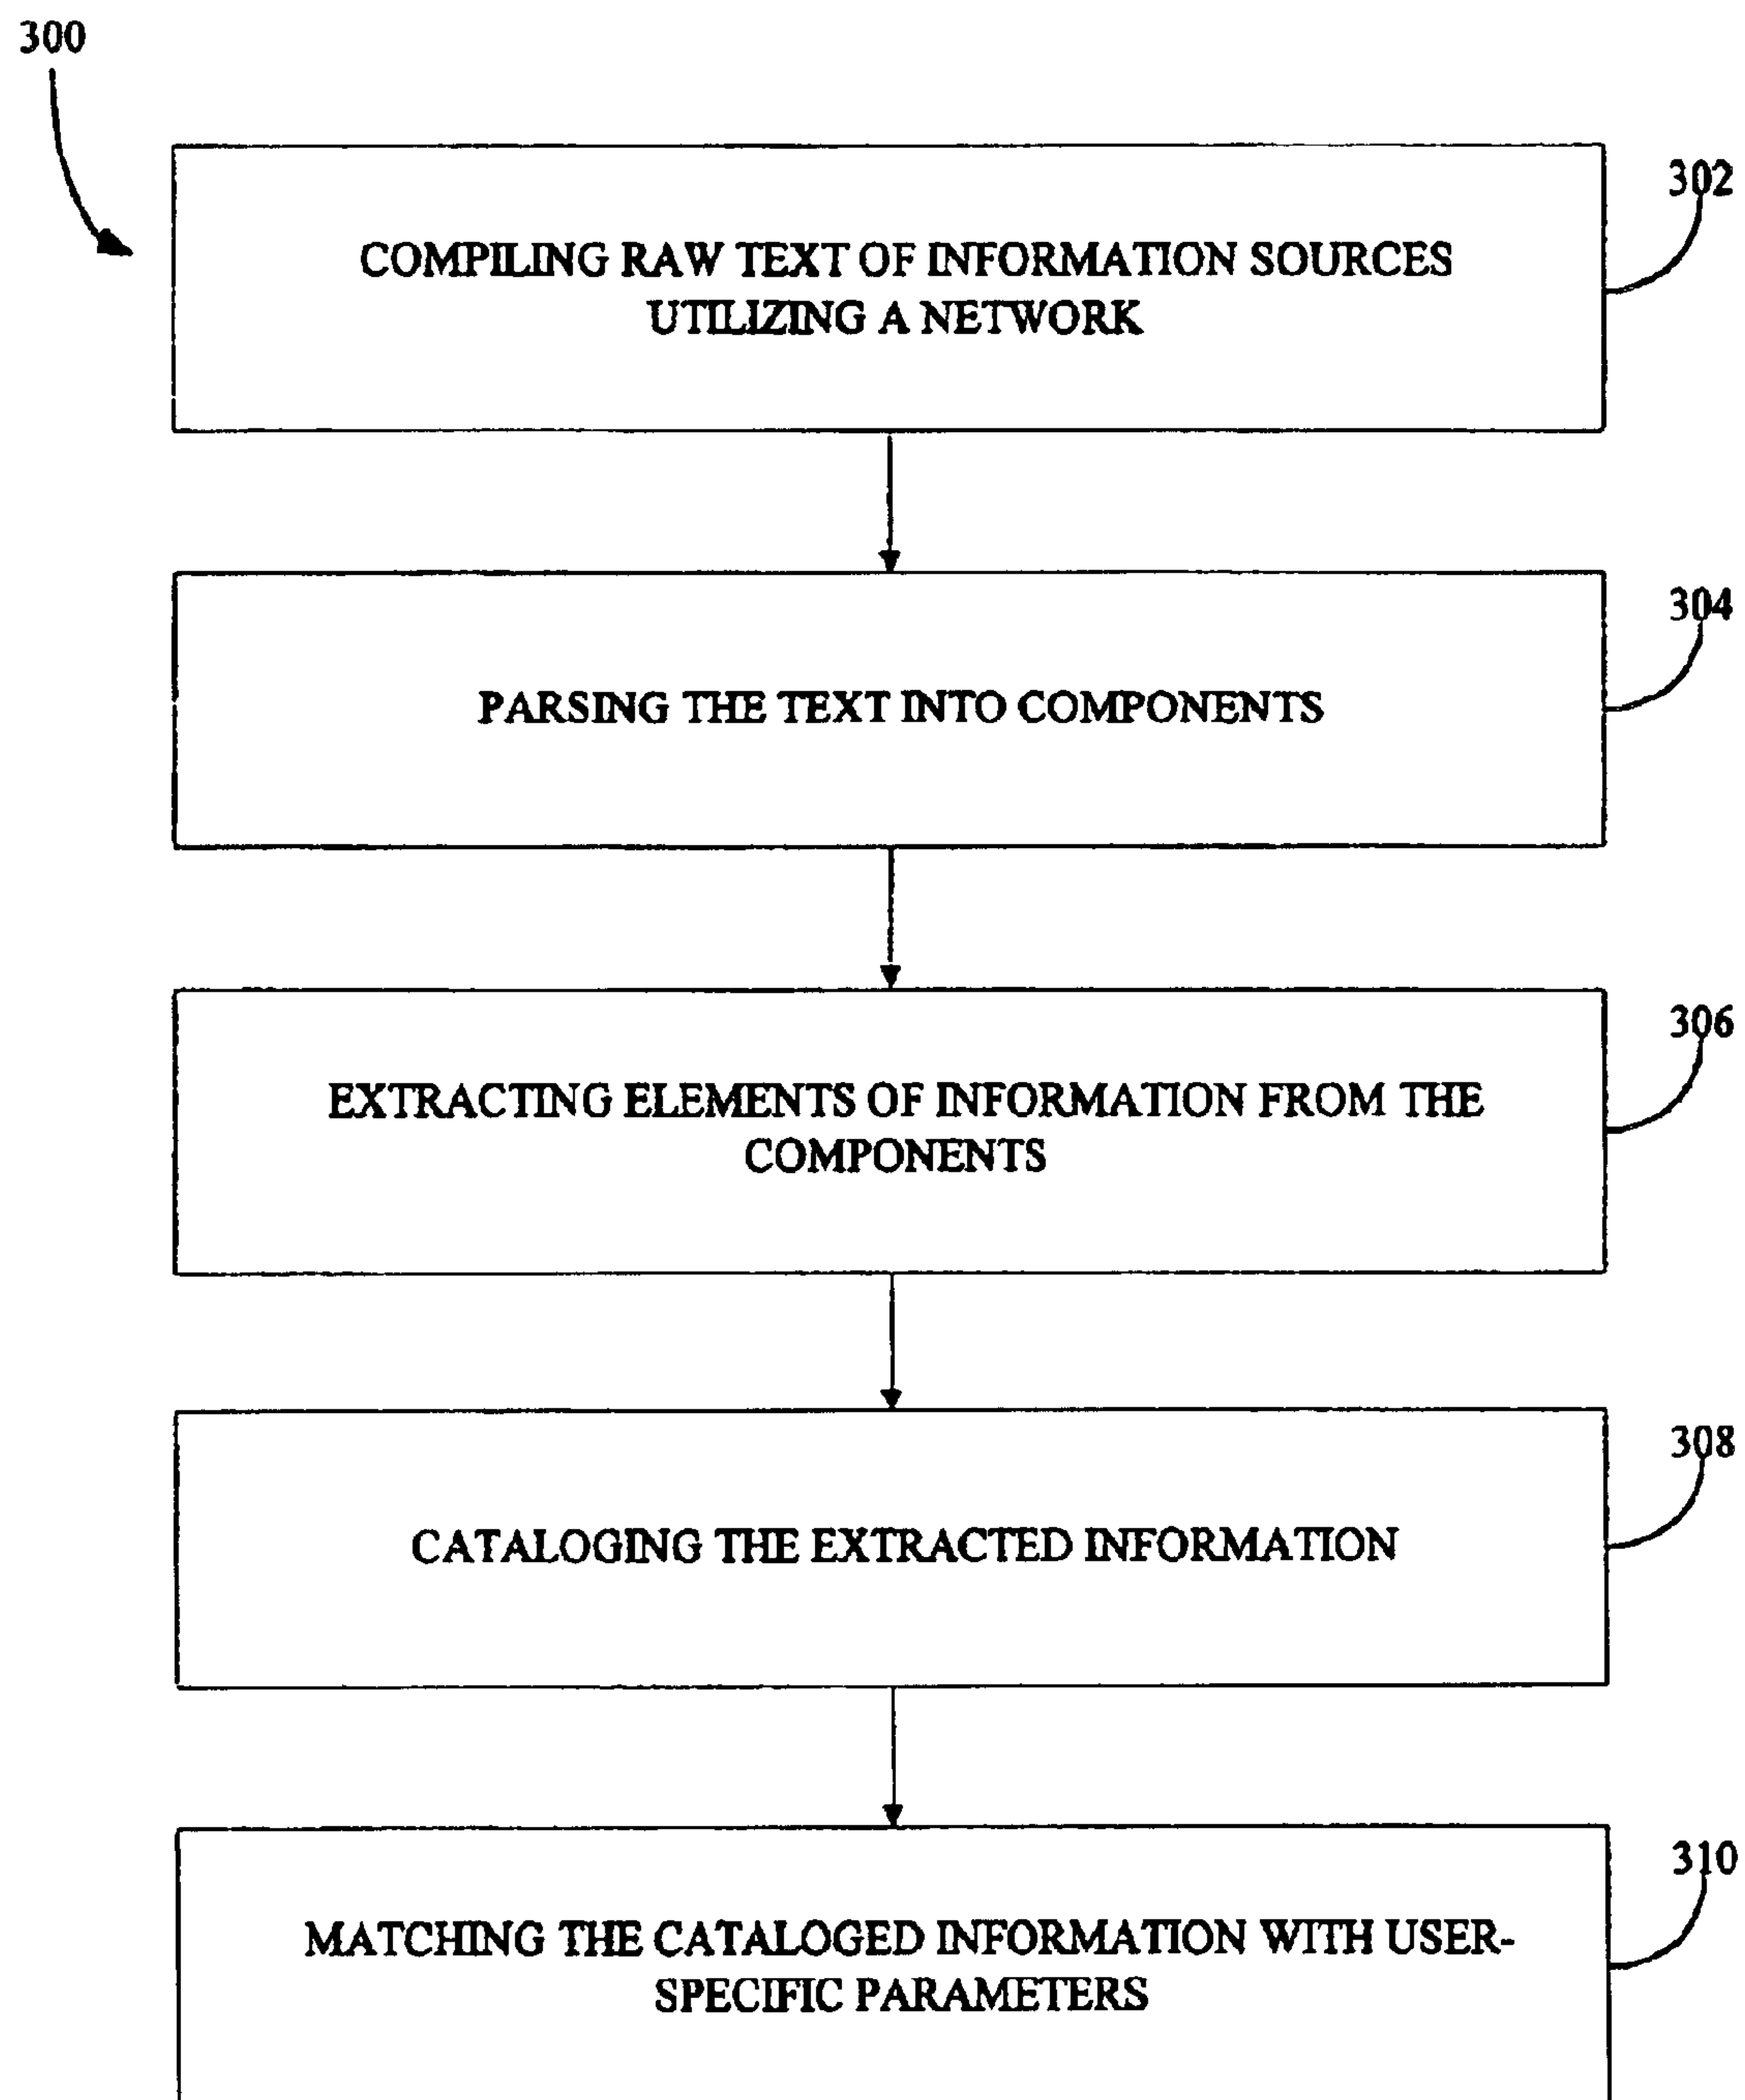 300
302
COMPILING RAW TEXT OF INFORMATION SOURCES
UTILIZING A NETWORK
304
PARSING THE TEXT INTO COMPONENTS
306
EXTRACTING ELEMENTS OF INFORMATION FROM THE
COMPONENTS
308
CATALOGING THE EXTRACTED INFORMATION
310
MATCHING THE CATALOGED INFORMATION WITH USER-
SPECIFIC PARAMETERS